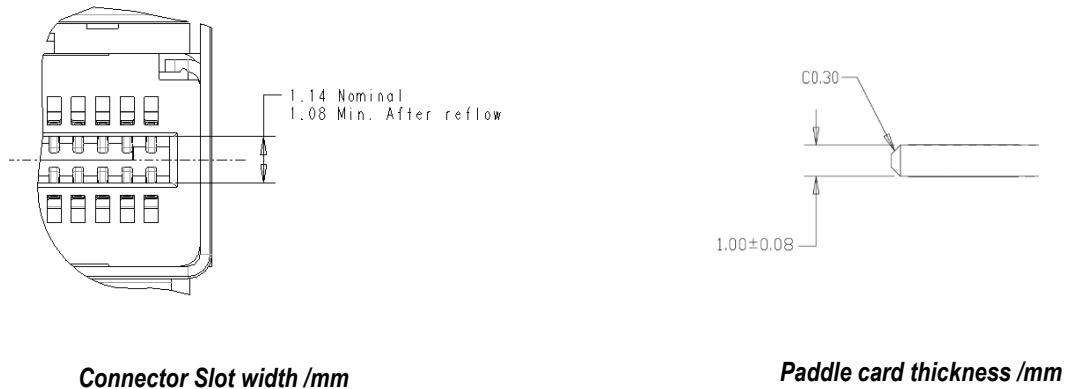 1.14 Nominal
1.08 Min. After reflow
C0.30
1.00±0.08
Connector Slot width /mm
Paddle card thickness /mm